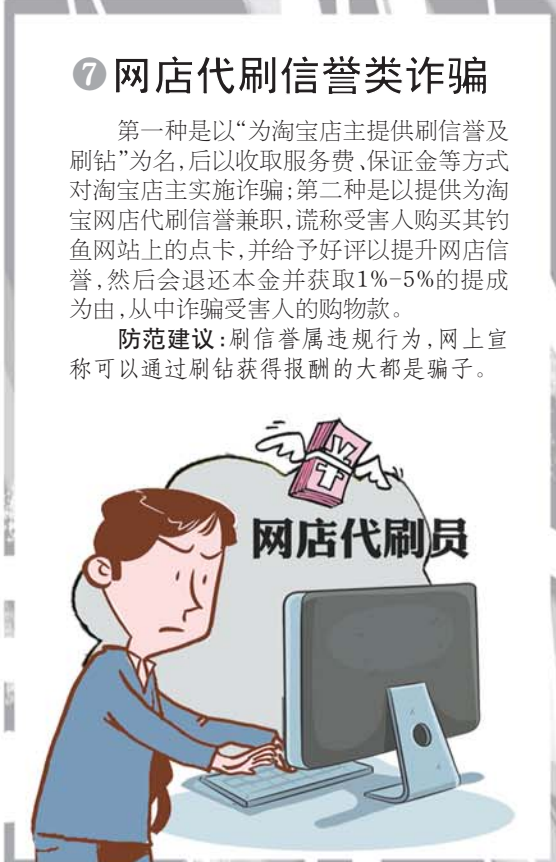 ❼网店代刷信誉类诈骗
第一种是以“为淘宝店主提供刷信誉及
刷钻”为名,后以收取服务费、保证金等方式
对淘宝店主实施诈骗;第二种是以提供为淘
宝网店代刷信誉兼职,谎称受害人购买其钓
鱼网站上的点卡,并给予好评以提升网店信
誉,然后会退还本金并获取1%-5%的提成
为由,从中诈骗受害人的购物款。
防范建议:刷信誉属违规行为,网上宣
称可以通过刷钻获得报酬的大都是骗子。
¥
网店代刷员